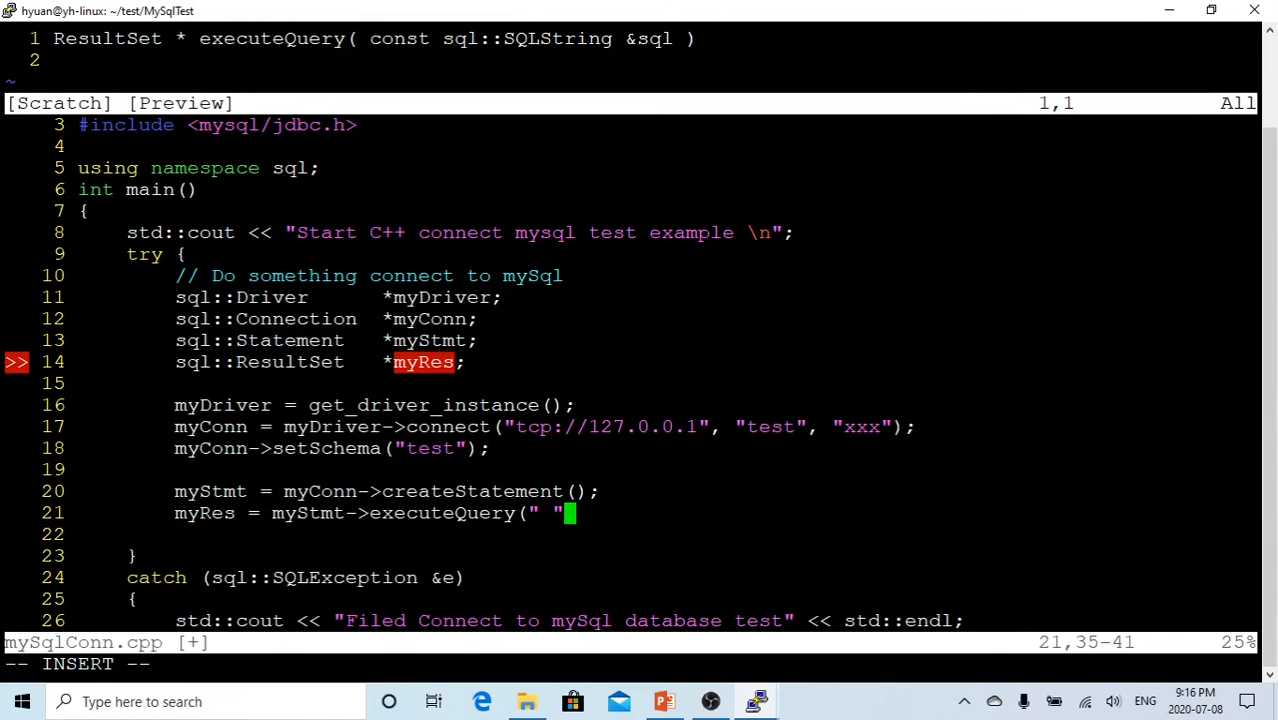 hyuan@yh-linux: ~/test/MySqlTest
1 ResultSet * executeQuery( const sql::SQLString &sql )
2
~
[Scratch] [Preview] 1,1 All
3 #include <mysql/jdbc.h>
4
5 using namespace sql;
6 int main()
7 {
8 std::cout << "Start C++ connect mysql test example \n";
9 try {
10 // Do something connect to mySql
11 sql::Driver *myDriver;
12 sql::Connection *myConn;
13 sql::Statement *myStmt;
>> 14 sql::ResultSet *myRes;
15
16 myDriver = get_driver_instance();
17 myConn = myDriver->connect("tcp://127.0.0.1", "test", "xxx");
18 myConn->setSchema("test");
19
20 myStmt = myConn->createStatement();
21 myRes = myStmt->executeQuery(" "
22
23 }
24 catch (sql::SQLException &e)
25 {
26 std::cout << "Filed Connect to mySql database test" << std::endl;
mySqlConn.cpp [+] 21,35-41 25%
-- INSERT --
Type here to search
ENG
9:16 PM
2020-07-08